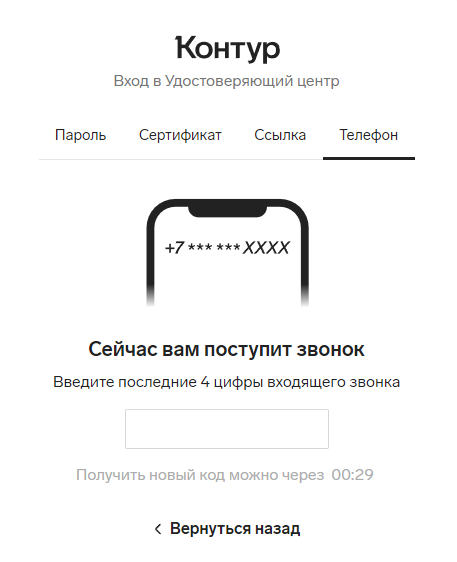 Контур
Вход в Удостоверяющий центр
Пароль Сертификат Ссылка Телефон
+7 *** *** XXXX
Сейчас вам поступит звонок
Введите последние 4 цифры входящего звонка
Получить новый код можно через 00:29
Вернуться назад